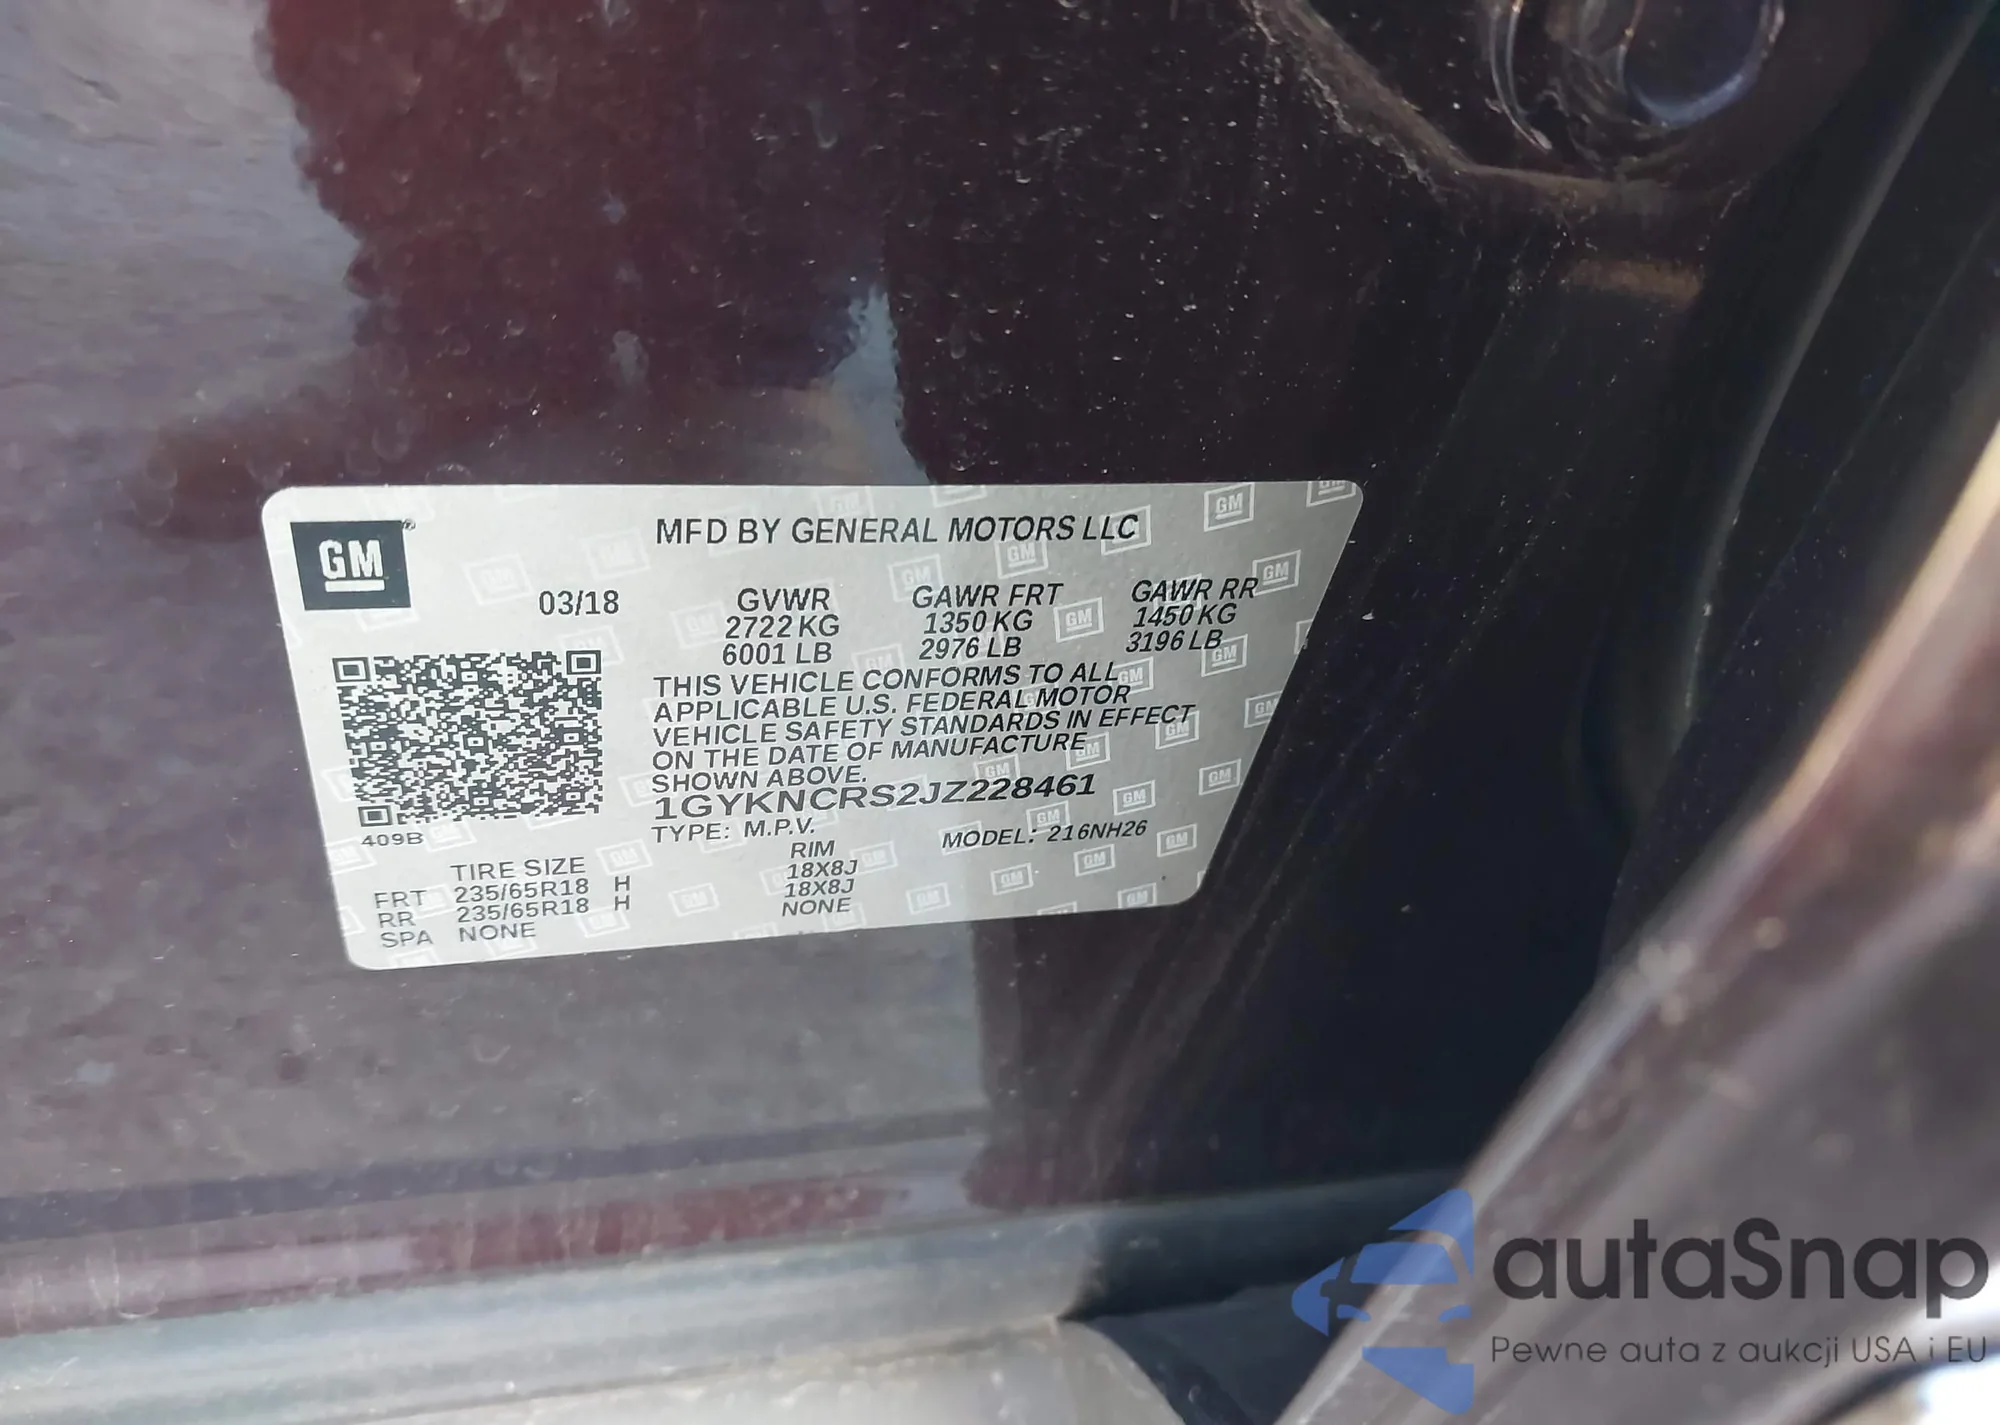 GM®
MFD BY GENERAL MOTORS LLC
03/18
GVWR GAWR FRT GAWR RR
2722 KG 1350 KG 1450 KG
6001 LB 2976 LB 3196 LB
THIS VEHICLE CONFORMS TO ALL
APPLICABLE U.S. FEDERAL MOTOR
VEHICLE SAFETY STANDARDS IN EFFECT
ON THE DATE OF MANUFACTURE
SHOWN ABOVE.
1GYKNCRS2JZ228461
TYPE: M.P.V. MODEL: 216NH26
409B
TIRE SIZE RIM
FRT 235/65R18 H 18X8J
RR 235/65R18 H 18X8J
SPA NONE NONE
autaSnap
Pewne auta z aukcji USA i EU